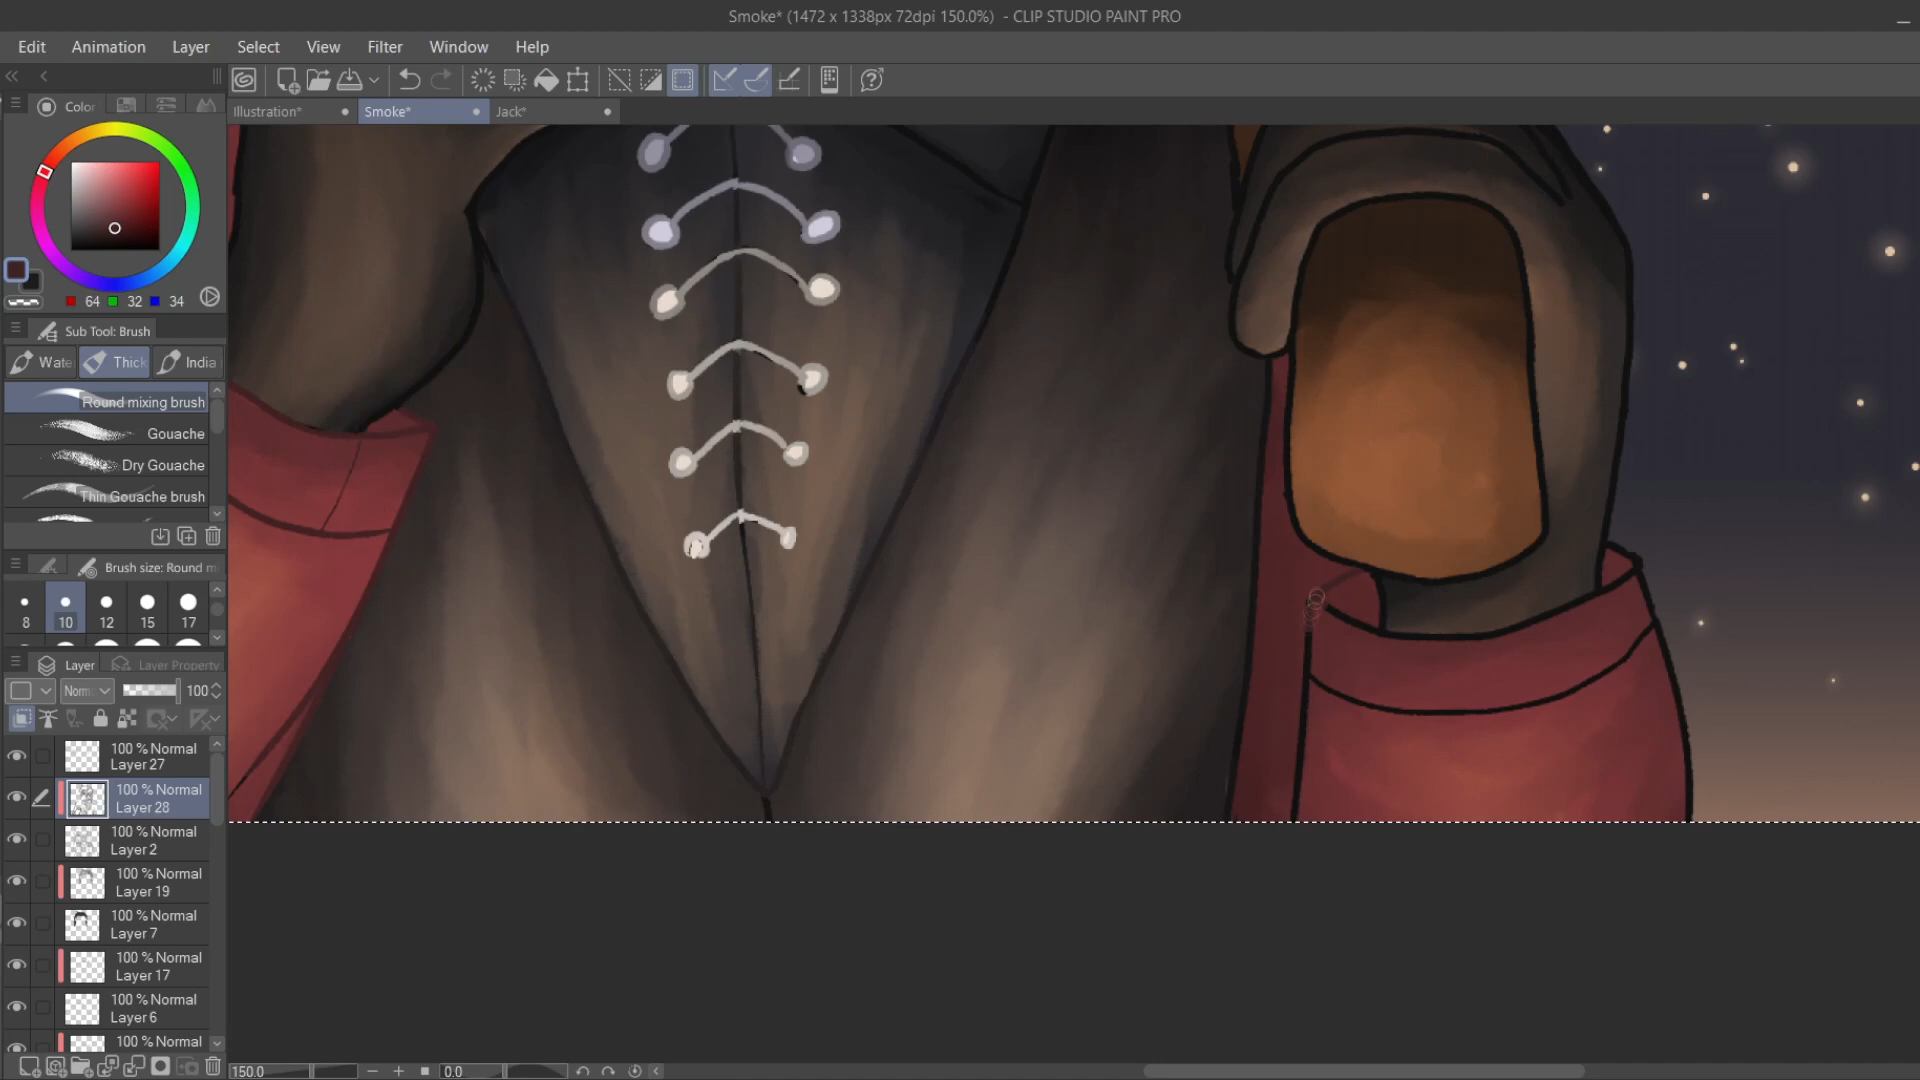 Smoke* (1472 x 1338px 72dpi 150.0%) - CLIP STUDIO PAINT PRO
Edit Animation Layer Select View Filter Window Help
Illustration* Smoke* Jack*
Color
64 32 34
Sub Tool: Brush
Wate Thick India
Round mixing brush
Gouache
Dry Gouache
Thin Gouache brush
Brush size: Round m
8 10 12 15 17
Layer Layer Property
Norm 100
100 % Normal
Layer 27
100 % Normal
Layer 28
100 % Normal
Layer 2
100 % Normal
Layer 19
100 % Normal
Layer 7
100 % Normal
Layer 17
100 % Normal
Layer 6
100 % Normal
150.0 0.0